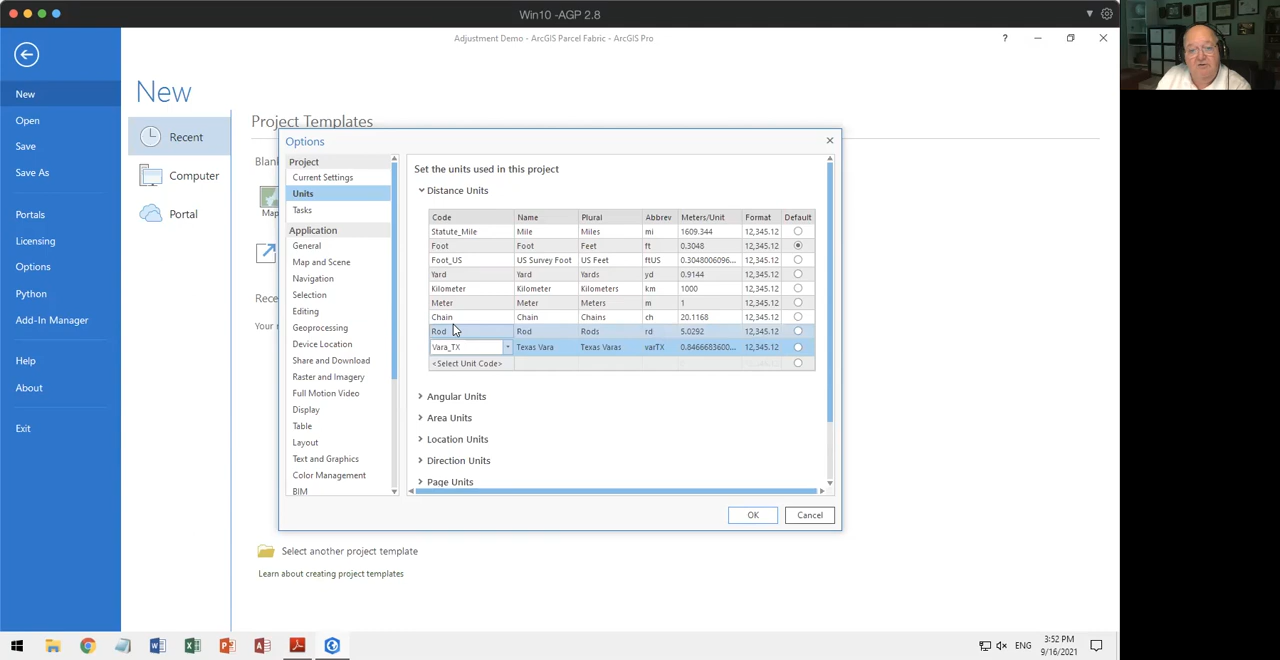 Win10 -AGP 2.8
Adjustment Demo - ArcGIS Parcel Fabric - ArcGIS Pro
?
New
Open
Save
Save As
Portals
Licensing
Options
Python
Add-In Manager
Help
About
Exit
New
Recent
Computer
Portal
Project Templates
Blan
Map
Rece
Your r
Select another project template
Learn about creating project templates
Options
Project
Current Settings
Units
Tasks
Application
General
Map and Scene
Navigation
Selection
Editing
Geoprocessing
Device Location
Share and Download
Raster and Imagery
Full Motion Video
Display
Table
Layout
Text and Graphics
Color Management
BIM
Set the units used in this project
Distance Units
Code Name Plural Abbrev Meters/Unit Format Default
Statute_Mile Mile Miles mi 1609.344 12,345.12
Foot Foot Feet ft 0.3048 12,345.12
Foot_US US Survey Foot US Feet ftUS 0.3048006096... 12,345.12
Yard Yard Yards yd 0.9144 12,345.12
Kilometer Kilometer Kilometers km 1000 12,345.12
Meter Meter Meters m 1 12,345.12
Chain Chain Chains ch 20.1168 12,345.12
Rod Rod Rods rd 5.0292 12,345.12
Vara_TX Texas Vara Texas Varas varTX 0.8466683600... 12,345.12
<Select Unit Code>
Angular Units
Area Units
Location Units
Direction Units
Page Units
OK Cancel
ENG
3:52 PM
9/16/2021